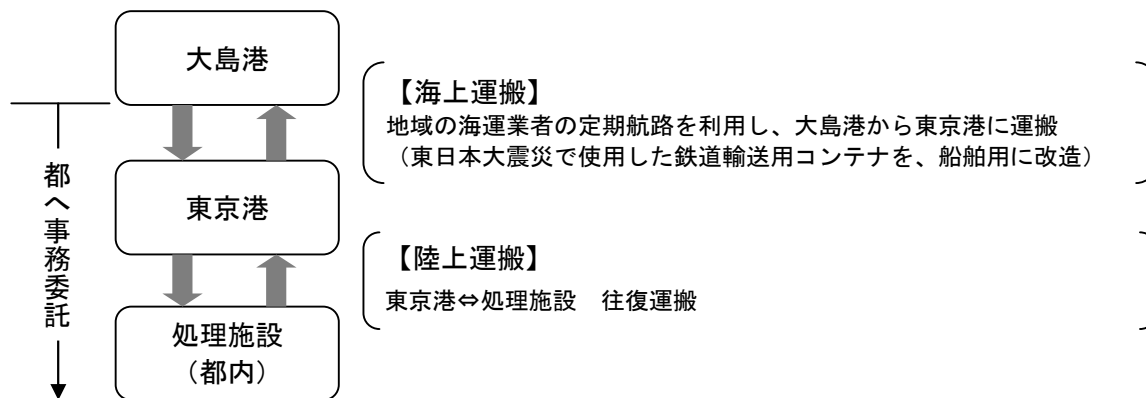 大島港
【海上運搬】
地域の海運業者の定期航路を利用し、大島港から東京港に運搬
（東日本大震災で使用した鉄道輸送用コンテナを、船舶用に改造）
都へ事務委託
東京港
【陸上運搬】
東京港⇔処理施設　往復運搬
処理施設
（都内）